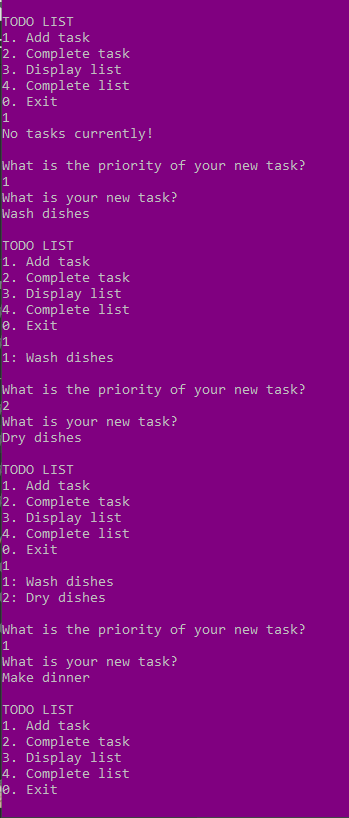 TODO LIST
1. Add task
2. Complete task
3. Display list
4. Complete list
0. Exit
1
No tasks currently!
What is the priority of your new task?
1
What is your new task?
Wash dishes
TODO LIST
1. Add task
2. Complete task
3. Display list
4. Complete list
0. Exit
1
1: Wash dishes
What is the priority of your new task?
2
What is your new task?
Dry dishes
TODO LIST
1. Add task
2. Complete task
3. Display list
4. Complete list
0. Exit
1
1: Wash dishes
2: Dry dishes
What is the priority of your new task?
1
What is your new task?
Make dinner
TODO LIST
1. Add task
2. Complete task
3. Display list
4. Complete list
0. Exit